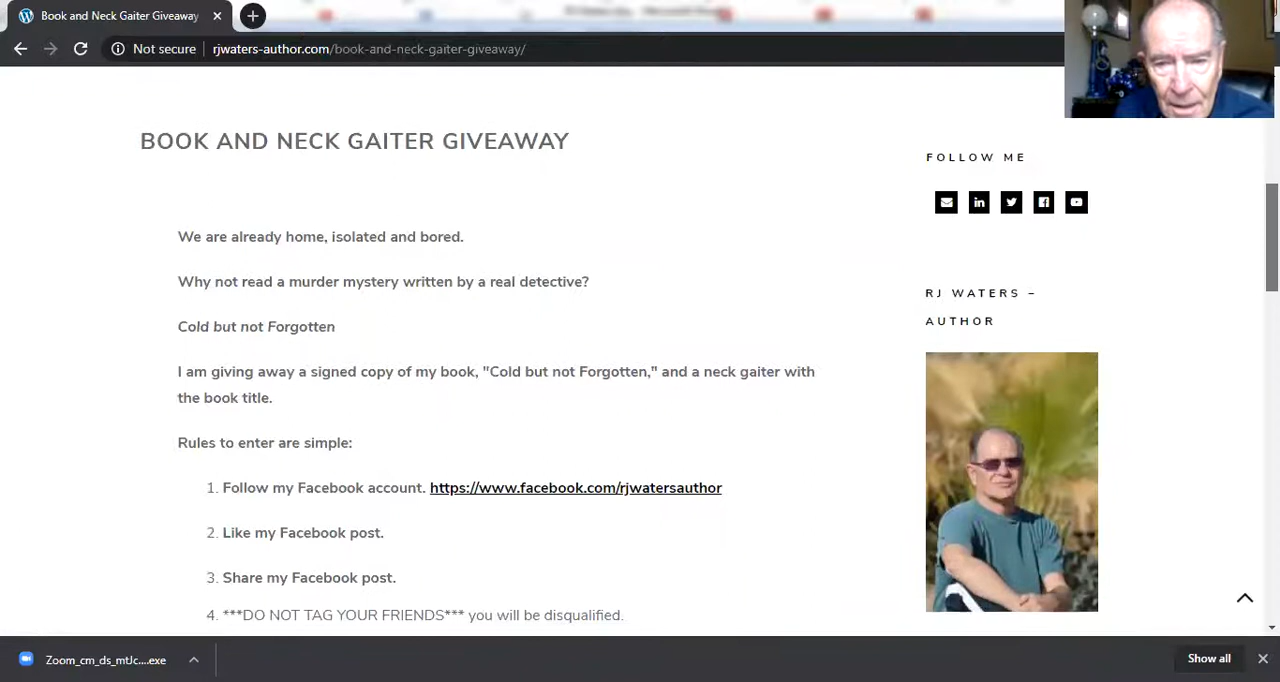 Book and Neck Gaiter Giveaway
Not secure
rjwaters-author.com/book-and-neck-gaiter-giveaway/
BOOK AND NECK GAITER GIVEAWAY
We are already home, isolated and bored.
Why not read a murder mystery written by a real detective?
Cold but not Forgotten
I am giving away a signed copy of my book, "Cold but not Forgotten," and a neck gaiter with
the book title.
Rules to enter are simple:
1. Follow my Facebook account. https://www.facebook.com/rjwatersauthor
2. Like my Facebook post.
3. Share my Facebook post.
4. ***DO NOT TAG YOUR FRIENDS*** you will be disqualified.
FOLLOW ME
RJ WATERS –
AUTHOR
Zoom_cm_ds_mtJc....exe
Show all